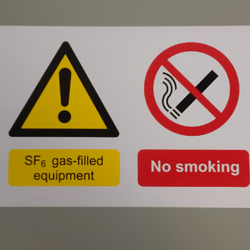 SF₆ gas-filled
equipment
No smoking